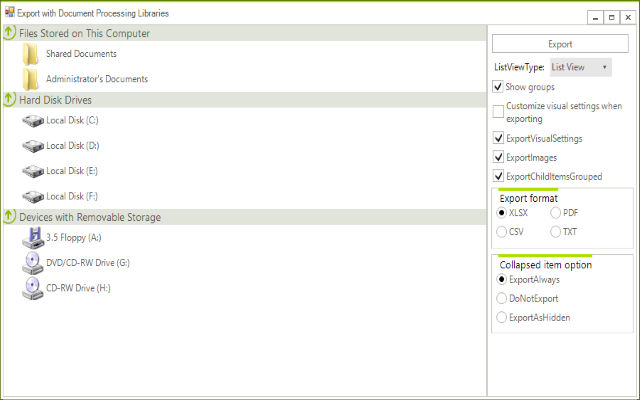 Export with Document Processing Libraries
Files Stored on This Computer
Shared Documents
Administrator's Documents
Hard Disk Drives
Local Disk (C:)
Local Disk (D:)
Local Disk (E:)
Local Disk (F:)
Devices with Removable Storage
3.5 Floppy (A:)
DVD/CD-RW Drive (G:)
CD-RW Drive (H:)
Export
ListViewType: List View
Show groups
Customize visual settings when
exporting
ExportVisualSettings
ExportImages
ExportChildItemsGrouped
Export format
XLSX PDF
CSV TXT
Collapsed item option
ExportAlways
DoNotExport
ExportAsHidden